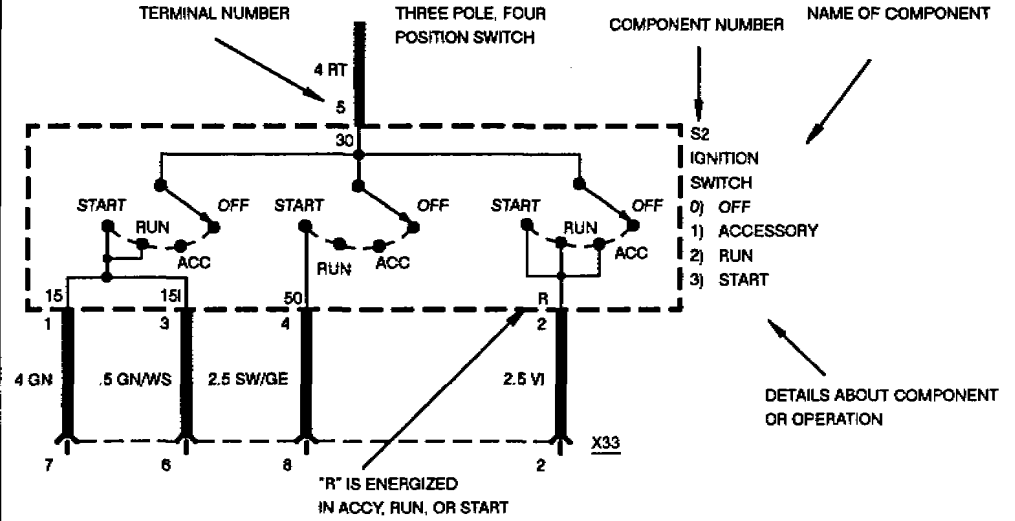 TERMINAL NUMBER
THREE POLE, FOUR
POSITION SWITCH
COMPONENT NUMBER
NAME OF COMPONENT
4 RT
5
30
S2
IGNITION
SWITCH
0) OFF
1) ACCESSORY
2) RUN
3) START
START
RUN
ACC
OFF
START
RUN
ACC
OFF
START
RUN
ACC
OFF
15
15I
50
R
1
3
4
2
4 GN
.5 GN/WS
2.5 SW/GE
2.5 VI
DETAILS ABOUT COMPONENT
OR OPERATION
7
6
8
2
X33
"R" IS ENERGIZED
IN ACCY, RUN, OR START